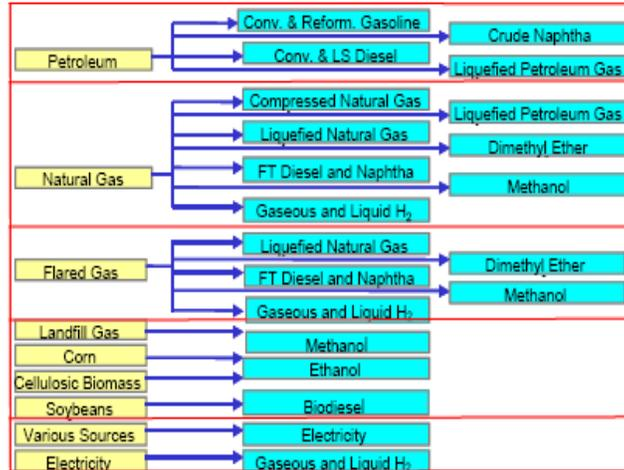 Conv. & Reform. Gasoline
Crude Naphtha
Petroleum
Conv. & LS Diesel
Liquefied Petroleum Gas
Compressed Natural Gas
Liquefied Petroleum Gas
Liquefied Natural Gas
Dimethyl Ether
Natural Gas
FT Diesel and Naphtha
Methanol
Gaseous and Liquid H₂
Liquefied Natural Gas
Flared Gas
Dimethyl Ether
FT Diesel and Naphtha
Methanol
Gaseous and Liquid H₂
Landfill Gas
Methanol
Corn
Ethanol
Cellulosic Biomass
Soybeans
Biodiesel
Various Sources
Electricity
Electricity
Gaseous and Liquid H₂